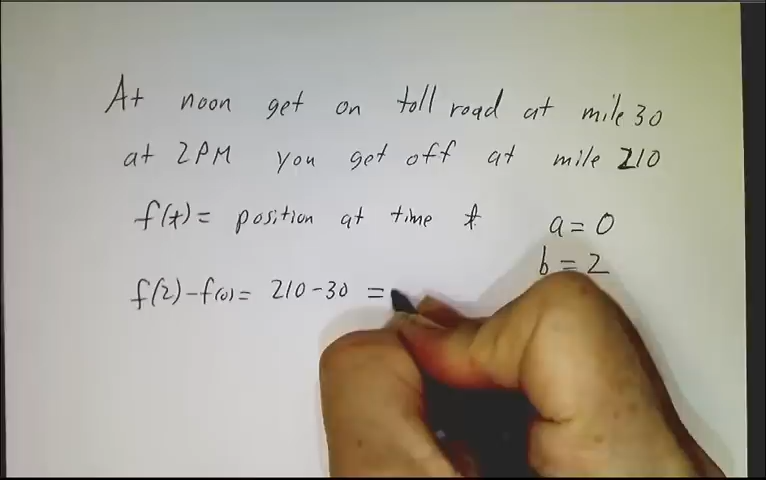 At noon get on toll road at mile 30
at 2PM you get off at mile 210
f(t) = position at time t
a = 0
b = 2
f(2) - f(0) = 210 - 30 =